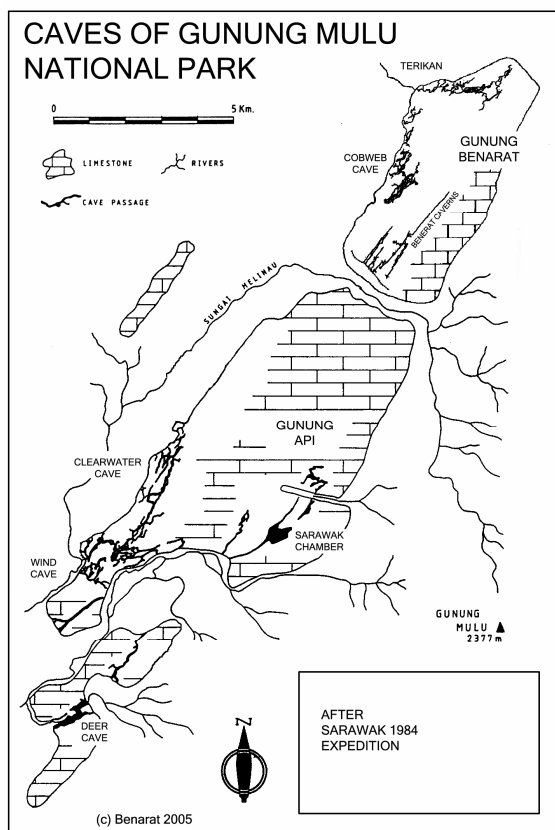 CAVES OF GUNUNG MULU
NATIONAL PARK
0 5 Km.
LIMESTONE
RIVERS
CAVE PASSAGE
TERIKAN
GUNUNG
BENARAT
COBWEB
CAVE
BENERAT CAVERNS
SUNGAI MELINAU
GUNUNG
API
CLEARWATER
CAVE
SARAWAK
CHAMBER
WIND
CAVE
GUNUNG
MULU
2377m
DEER
CAVE
N
AFTER
SARAWAK 1984
EXPEDITION
(c) Benarat 2005